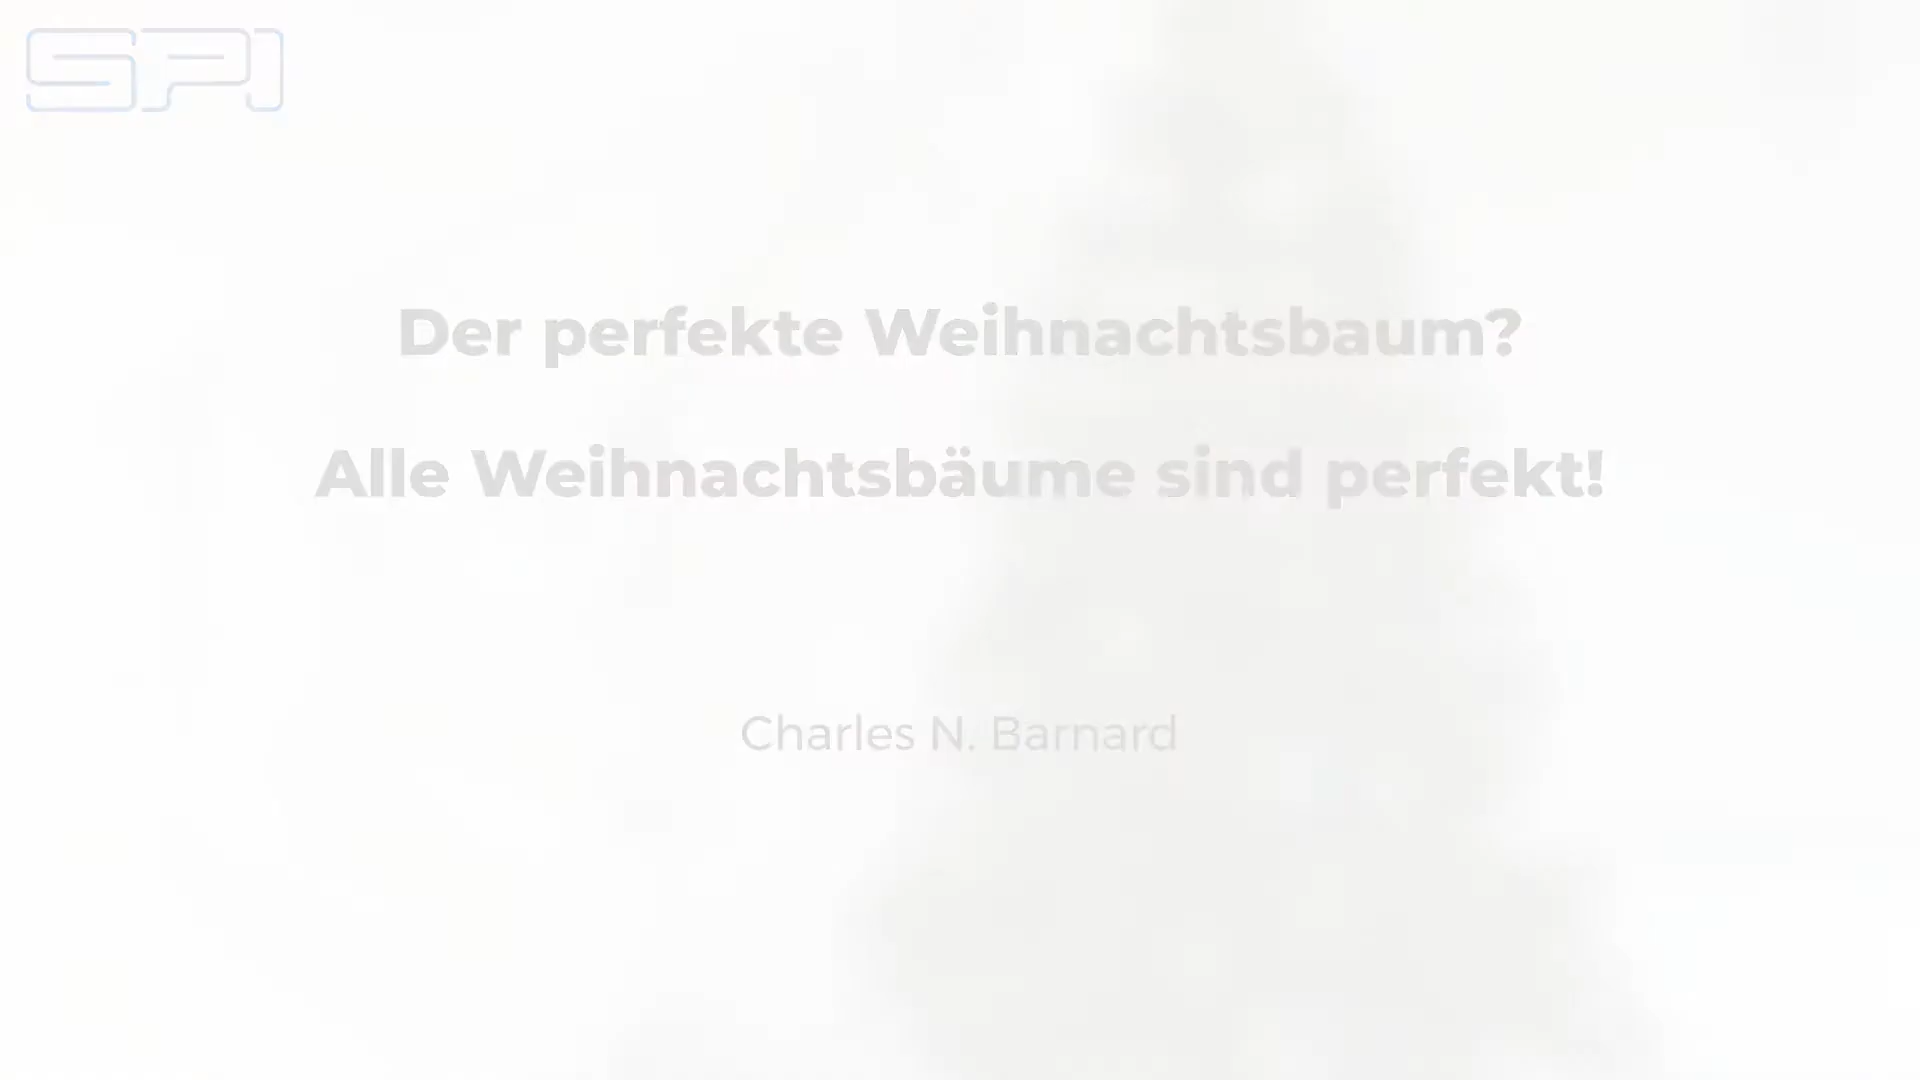 SPI
Der perfekte Weihnachtsbaum?
Alle Weihnachtsbäume sind perfekt!
Charles N. Barnard